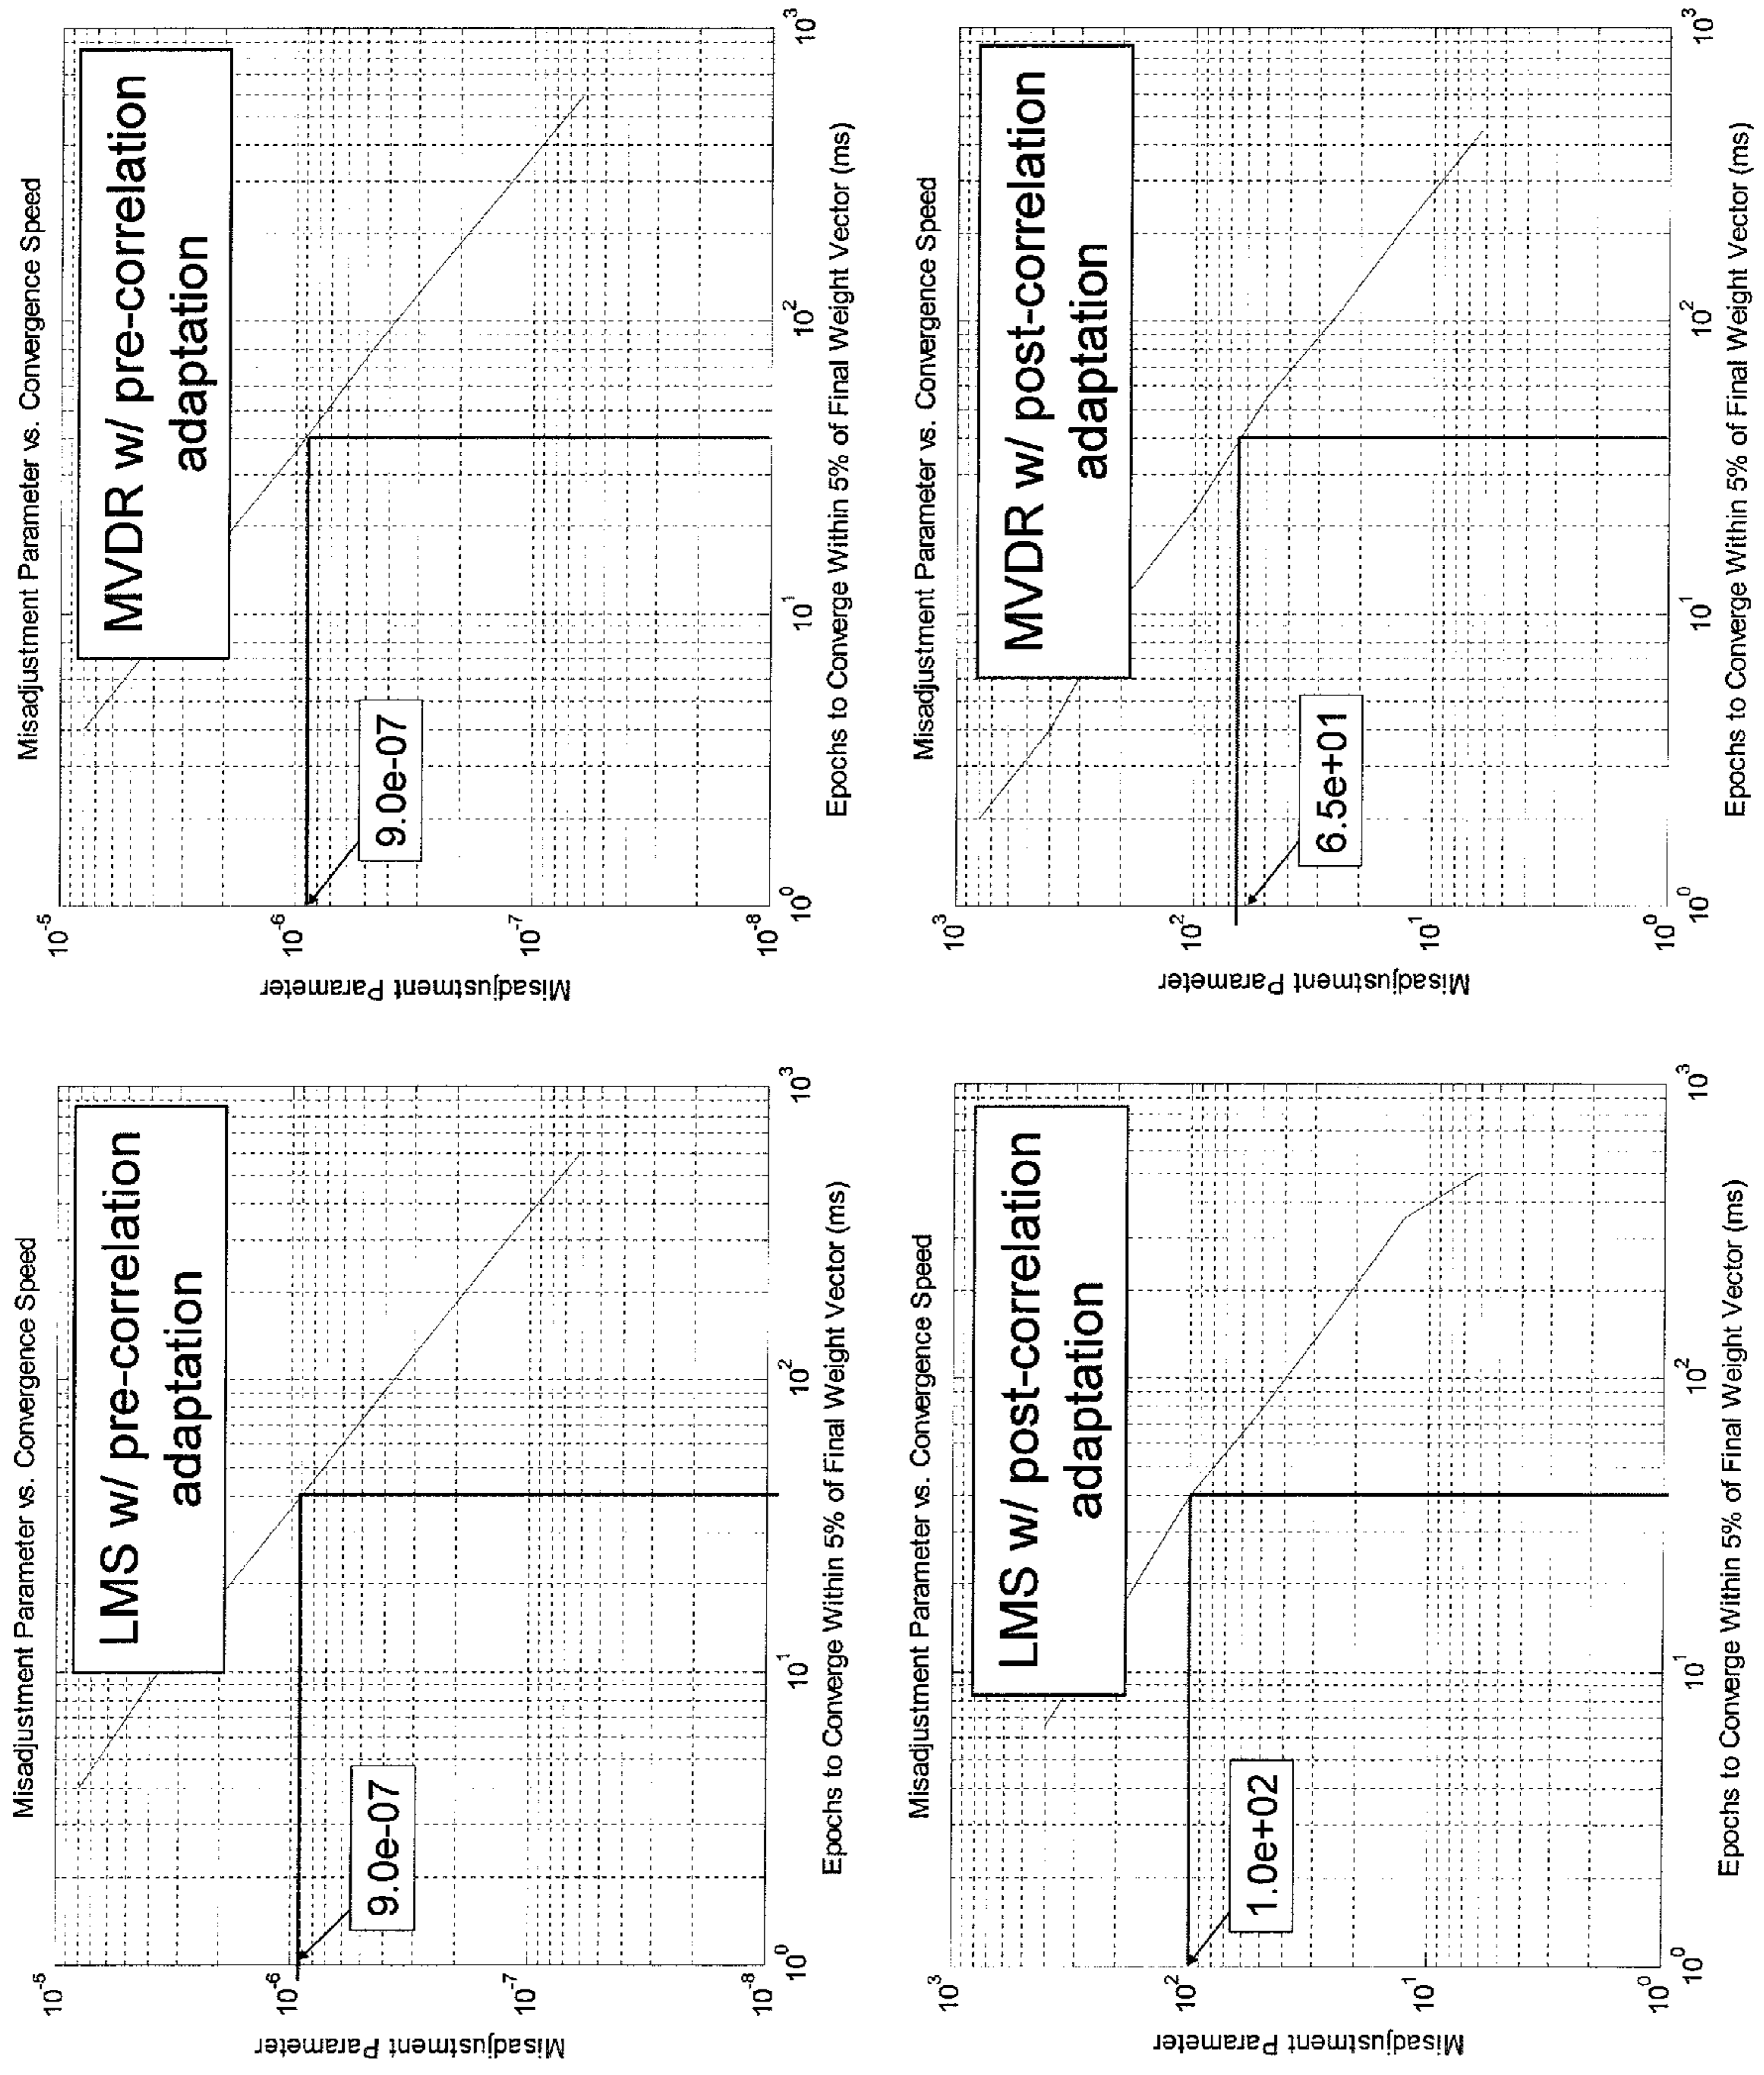 Misadjustment Parameter vs. Convergence Speed
LMS w/ pre-correlation
adaptation
9.0e-07
Misadjustment Parameter
10^-5
10^-6
10^-7
10^-8
10^0
10^1
10^2
10^3
Epochs to Converge Within 5% of Final Weight Vector (ms)
Misadjustment Parameter vs. Convergence Speed
MVDR w/ pre-correlation
adaptation
9.0e-07
Misadjustment Parameter
10^-5
10^-6
10^-7
10^-8
10^0
10^1
10^2
10^3
Epochs to Converge Within 5% of Final Weight Vector (ms)
Misadjustment Parameter vs. Convergence Speed
LMS w/ post-correlation
adaptation
1.0e+02
Misadjustment Parameter
10^3
10^2
10^1
10^0
10^0
10^1
10^2
10^3
Epochs to Converge Within 5% of Final Weight Vector (ms)
Misadjustment Parameter vs. Convergence Speed
MVDR w/ post-correlation
adaptation
6.5e+01
Misadjustment Parameter
10^3
10^2
10^1
10^0
10^0
10^1
10^2
10^3
Epochs to Converge Within 5% of Final Weight Vector (ms)